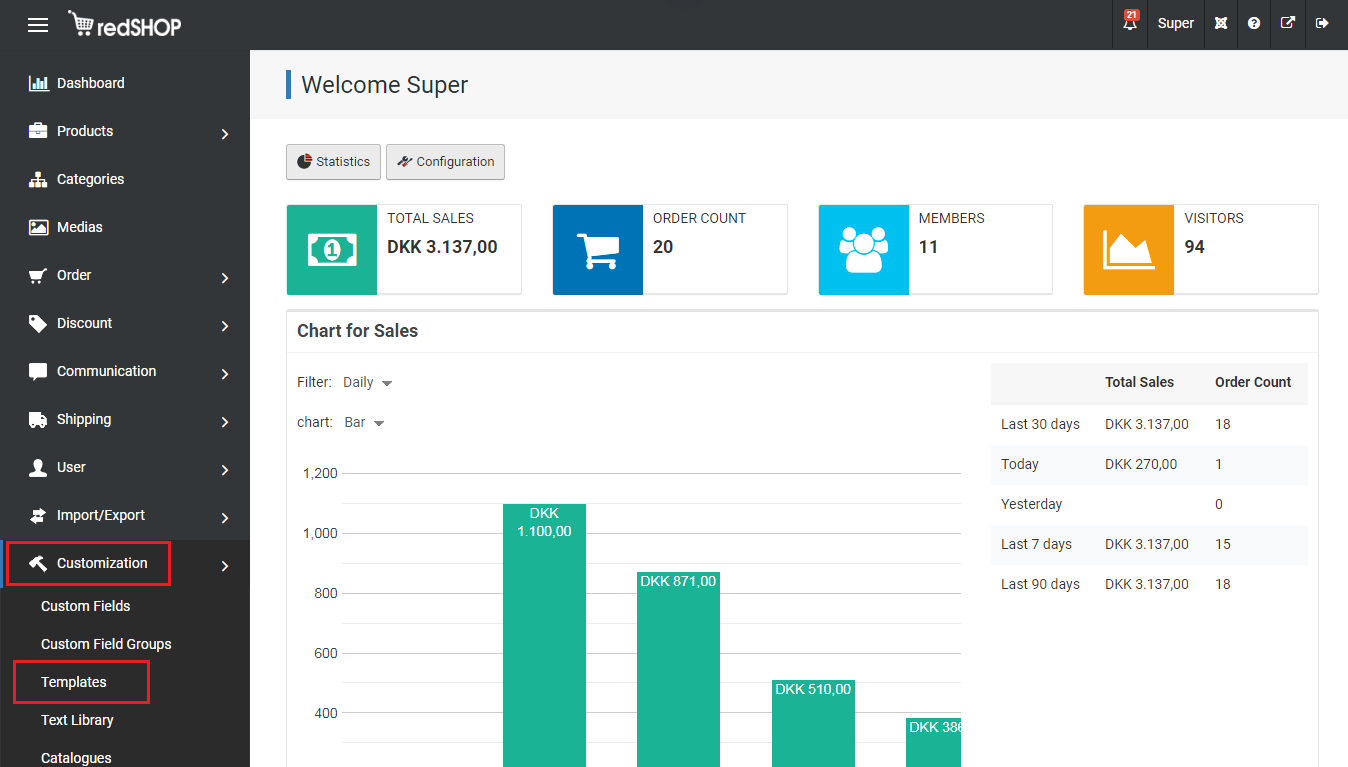 redSHOP
21
Super
Dashboard
Products
Categories
Medias
Order
Discount
Communication
Shipping
User
Import/Export
Customization
Custom Fields
Custom Field Groups
Templates
Text Library
Catalogues
Welcome Super
Statistics
Configuration
TOTAL SALES
DKK 3.137,00
ORDER COUNT
20
MEMBERS
11
VISITORS
94
Chart for Sales
Filter: Daily
chart: Bar
1,200
1,000
800
600
400
DKK
1.100,00
DKK 871,00
DKK 510,00
DKK 386
Total Sales Order Count
Last 30 days DKK 3.137,00 18
Today DKK 270,00 1
Yesterday 0
Last 7 days DKK 3.137,00 15
Last 90 days DKK 3.137,00 18